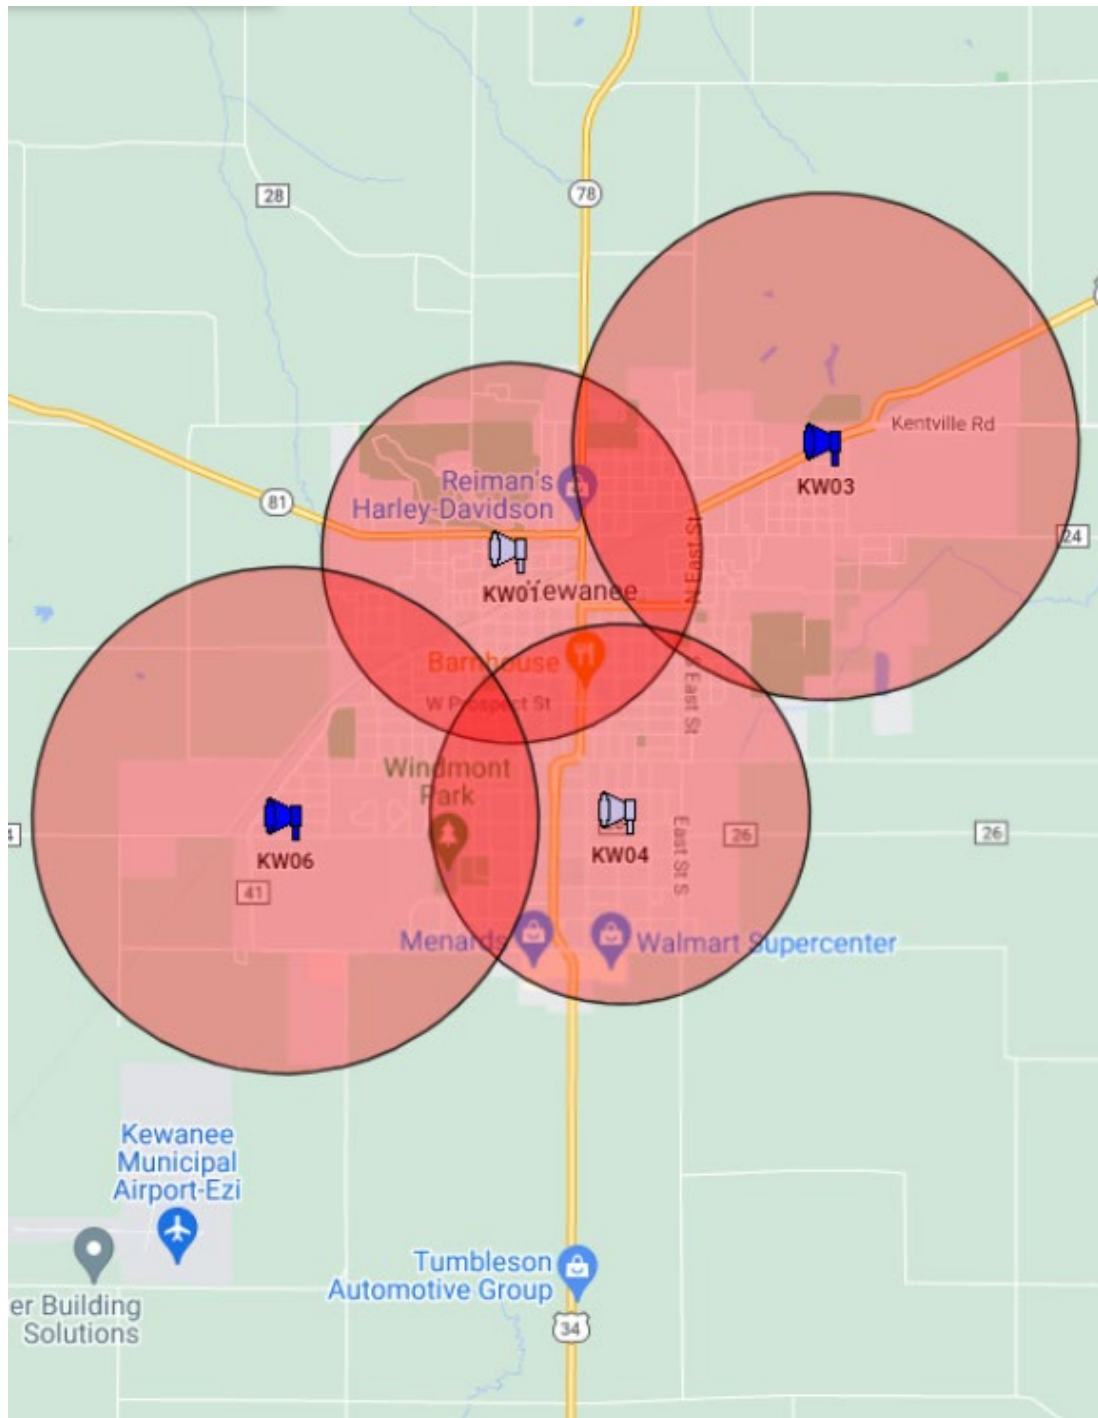 28
78
Kentville Rd
Reiman's
Harley-Davidson
81
KW03
24
N East St
KW01
Kewanee
Barnhouse
W Prospect St
S East St
Windmont
Park
4
KW06
KW04
26
26
East St S
41
Menards
Walmart Supercenter
Kewanee
Municipal
Airport-Ezi
Tumbleson
Automotive Group
er Building
Solutions
34